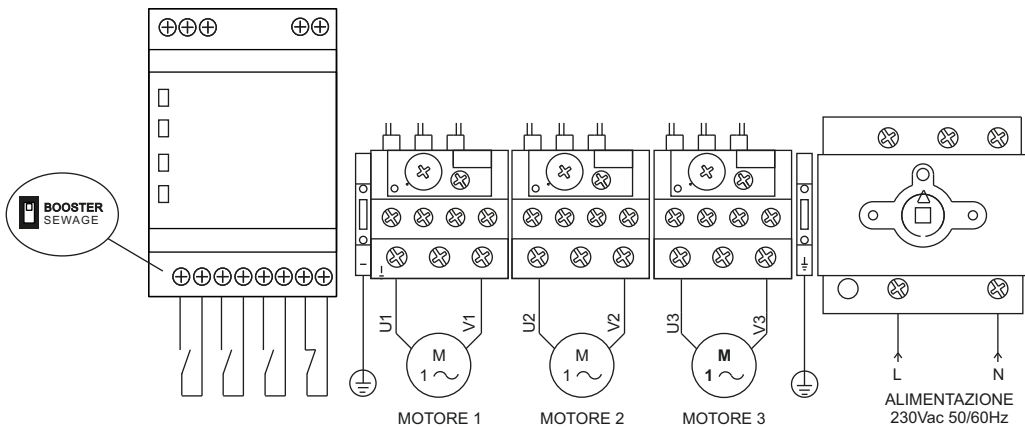 BOOSTER
SEWAGE
U1
V1
U2
V2
U3
V3
M
1
M
1
M
1
L
N
MOTORE 1
MOTORE 2
MOTORE 3
ALIMENTAZIONE
230Vac 50/60Hz